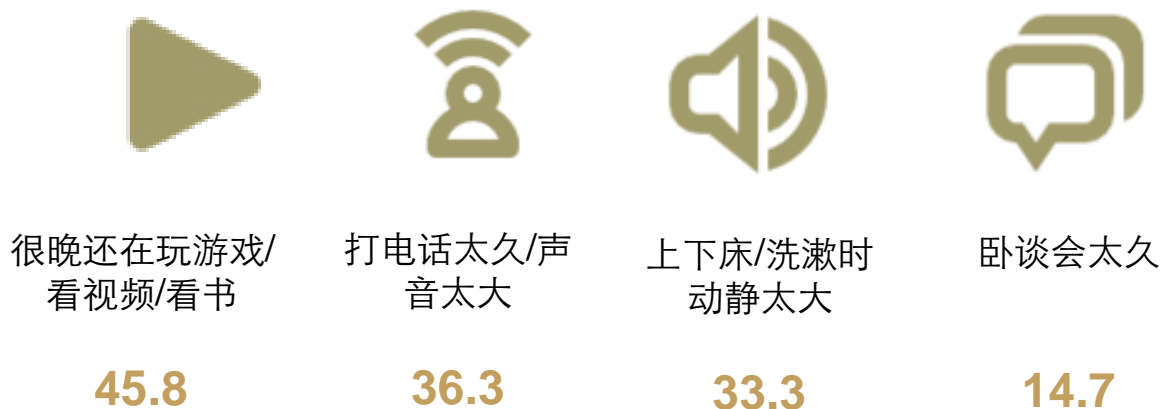 很晚还在玩游戏/
看视频/看书
45.8
打电话太久/声
音太大
36.3
上下床/洗漱时
动静太大
33.3
卧谈会太久
14.7